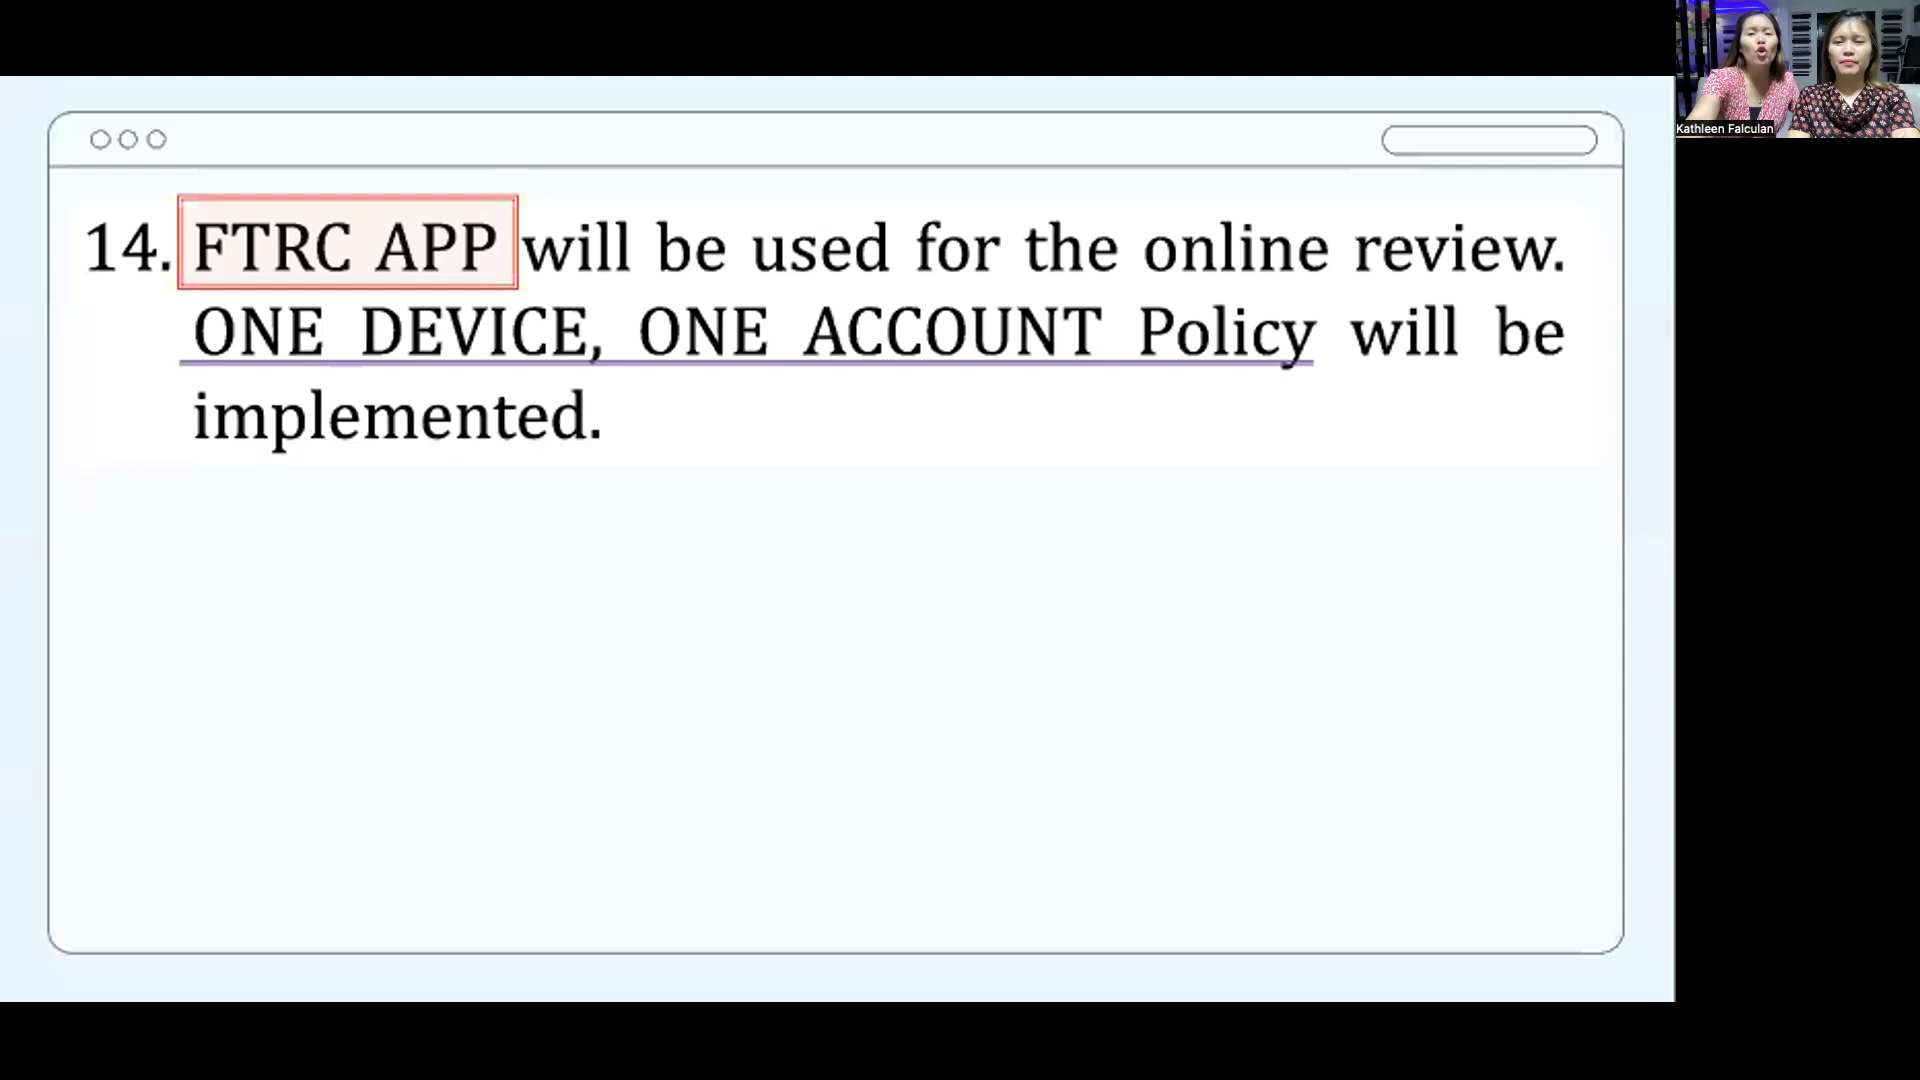 14. FTRC APP will be used for the online review.
ONE DEVICE, ONE ACCOUNT Policy will be
implemented.
Kathleen Falculan